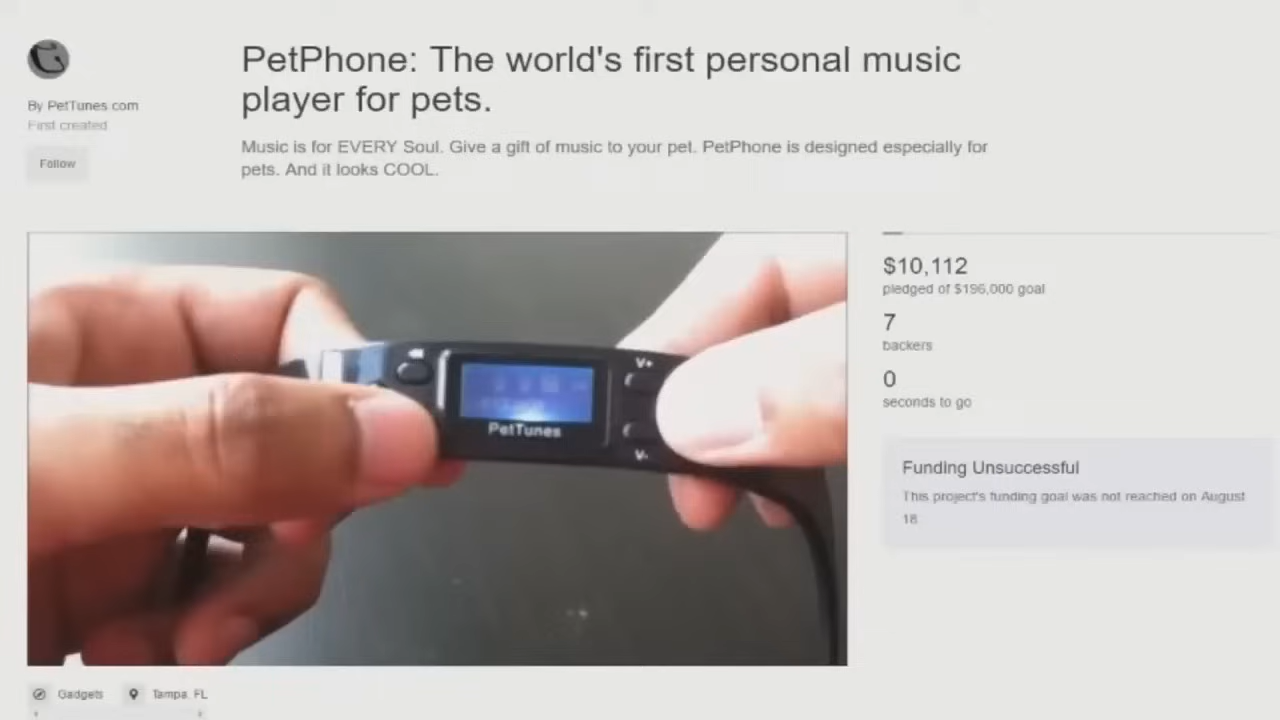 PetPhone: The world's first personal music
player for pets.
By PetTunes com
First created
Follow
Music is for EVERY Soul. Give a gift of music to your pet. PetPhone is designed especially for
pets. And it looks COOL.
$10,112
pledged of $196,000 goal
7
backers
0
seconds to go
Funding Unsuccessful
This project's funding goal was not reached on August
18
V+
PetTunes
V-
Gadgets
Tampa, FL